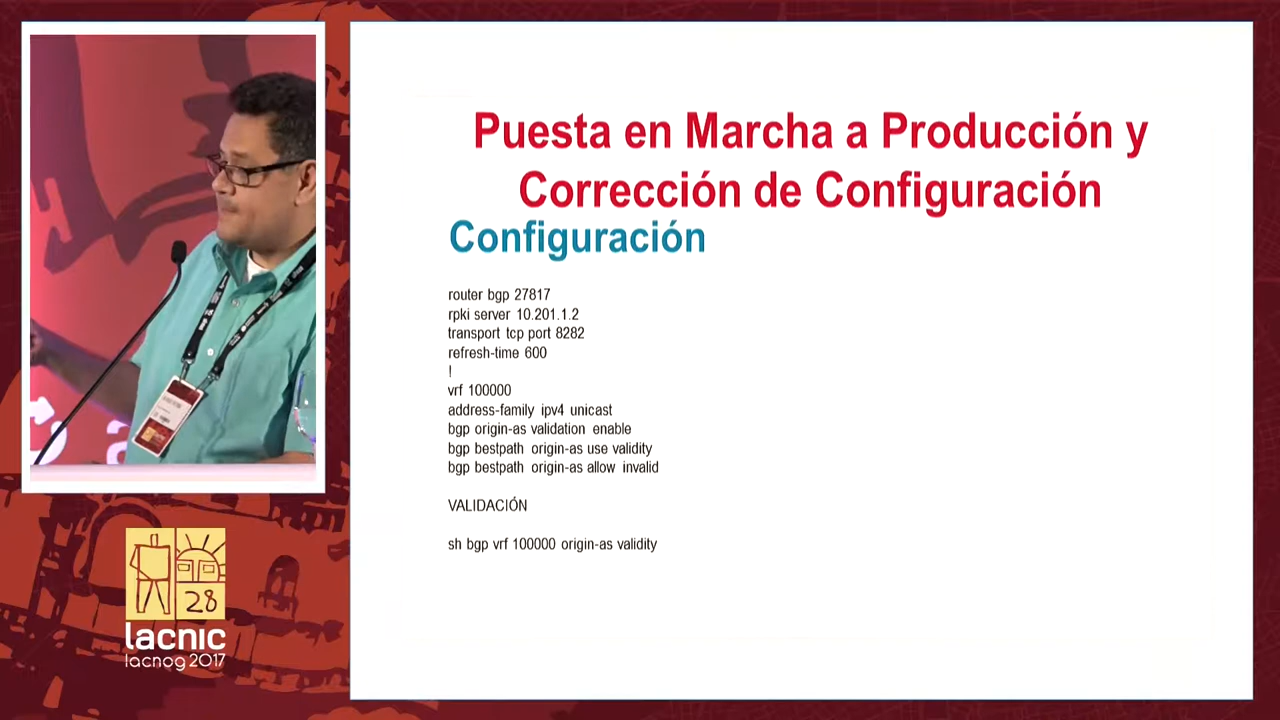 Puesta en Marcha a Producción y
Corrección de Configuración
Configuración
router bgp 27817
rpki server 10.201.1.2
transport tcp port 8282
refresh-time 600
!
vrf 100000
address-family ipv4 unicast
bgp origin-as validation enable
bgp bestpath origin-as use validity
bgp bestpath origin-as allow invalid
VALIDACIÓN
sh bgp vrf 100000 origin-as validity
28
lacnic
lacnog 2017